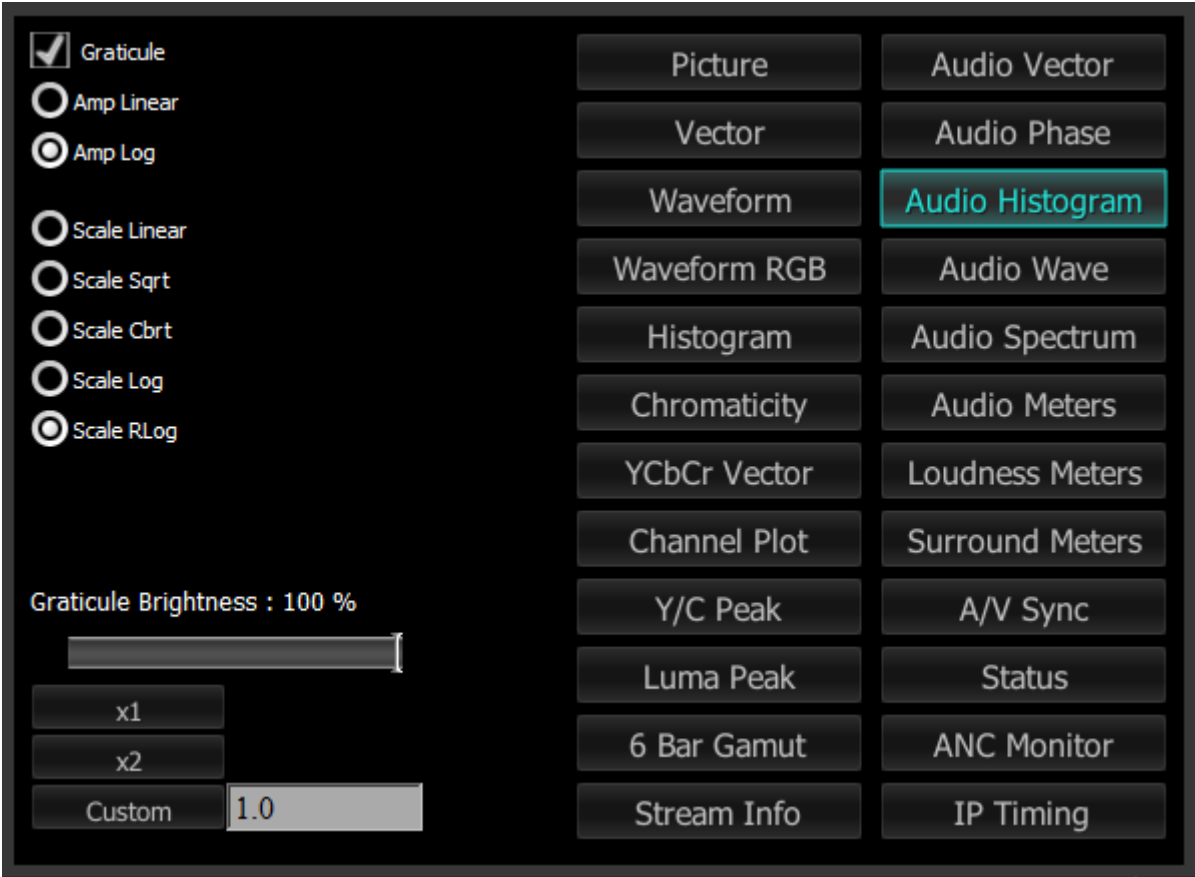 Graticule
Amp Linear
Amp Log
Scale Linear
Scale Sqrt
Scale Cbrt
Scale Log
Scale RLog
Graticule Brightness : 100 %
x1
x2
Custom 1.0
Picture
Vector
Waveform
Waveform RGB
Histogram
Chromaticity
YCbCr Vector
Channel Plot
Y/C Peak
Luma Peak
6 Bar Gamut
Stream Info
Audio Vector
Audio Phase
Audio Histogram
Audio Wave
Audio Spectrum
Audio Meters
Loudness Meters
Surround Meters
A/V Sync
Status
ANC Monitor
IP Timing